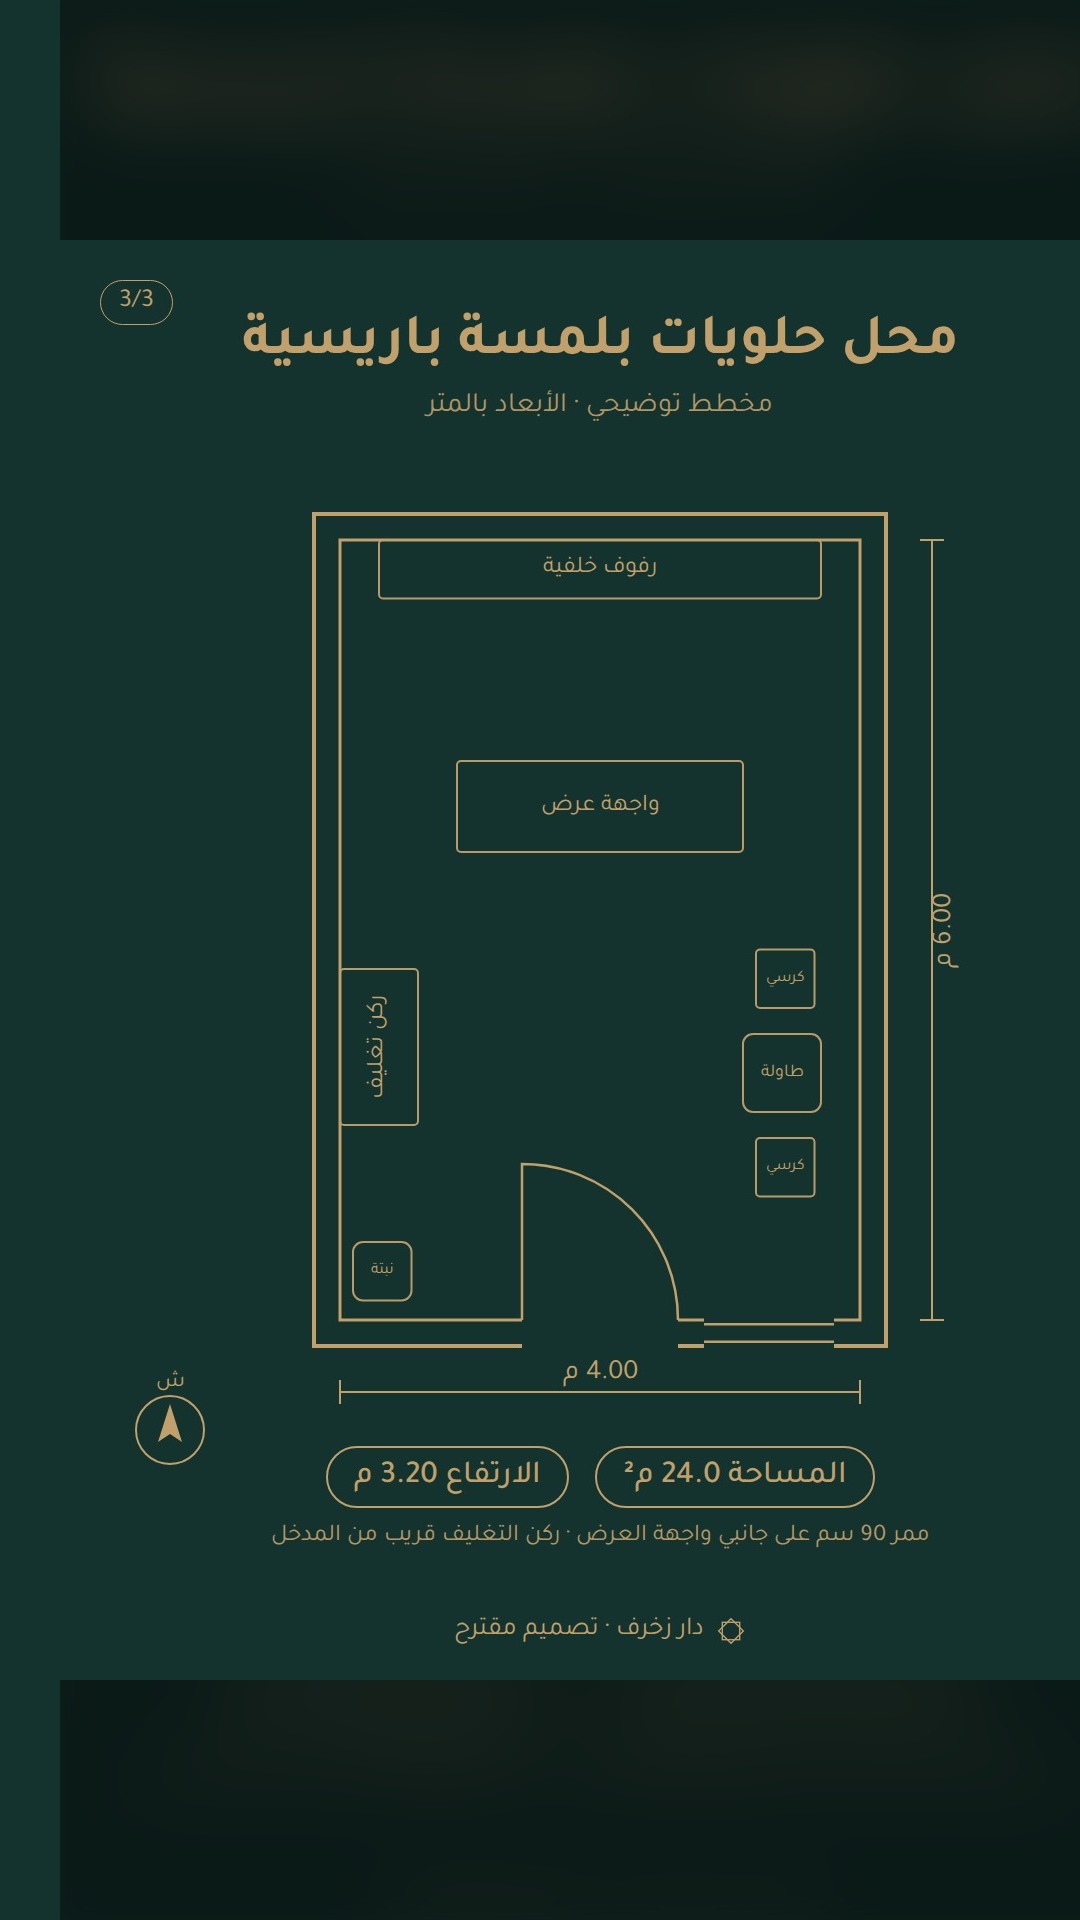 3/3
محل حلويات بلمسة باريسية
مخطط توضيحي · الأبعاد بالمتر
رفوف خلفية
واجهة عرض
6.00 م
كرسي
ركن تغليف
طاولة
كرسي
نبتة
4.00 م
ش
المساحة 24.0 م²
الارتفاع 3.20 م
ممر 90 سم على جانبي واجهة العرض · ركن التغليف قريب من المدخل
دار زخرف · تصميم مقترح